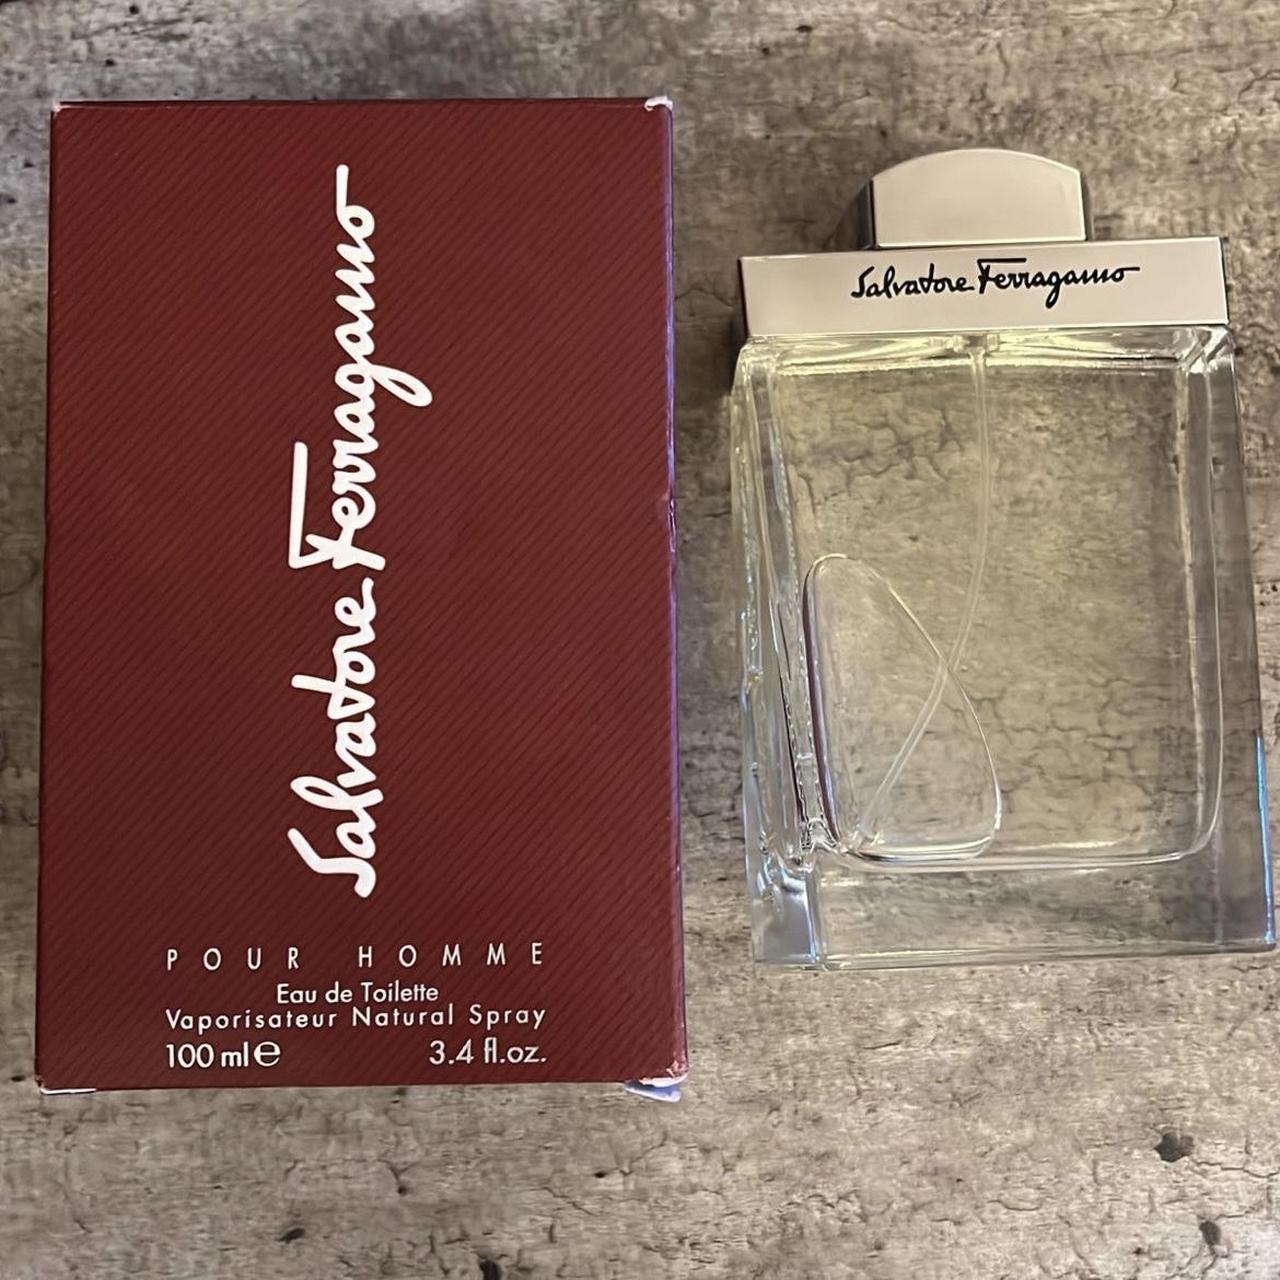 Salvatore Ferragamo
POUR HOMME
Eau de Toilette
Vaporisateur Natural Spray
100 ml ℮ 3.4 fl.oz.
Salvatore Ferragamo